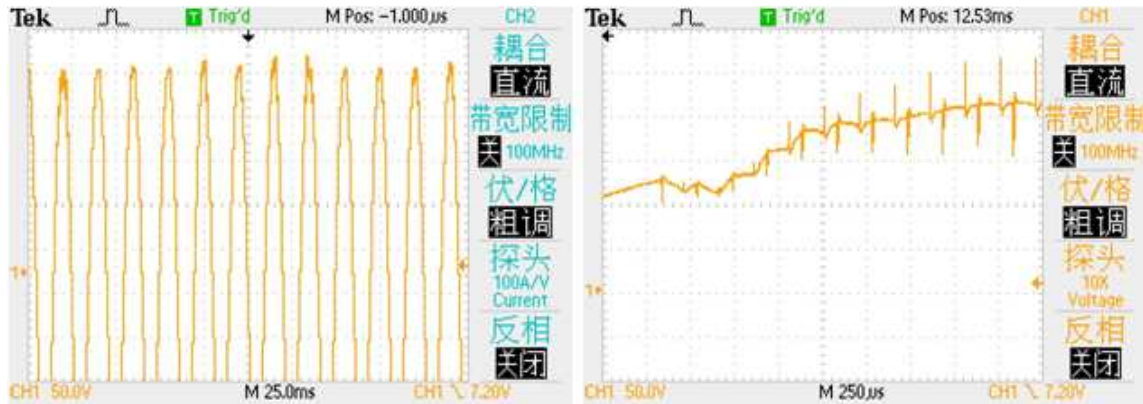 Tek Trig'd M Pos: -1.000µs CH2
耦合
直流
带宽限制
关 100MHz
伏/格
粗调
探头
100A/V
Current
反相
关闭
1
CH1 50.0V M 25.0ms CH1 7.20V
Tek Trig'd M Pos: 12.53ms CH1
耦合
直流
带宽限制
关 100MHz
伏/格
粗调
探头
10X
Voltage
反相
关闭
1
CH1 50.0V M 250µs CH1 7.20V